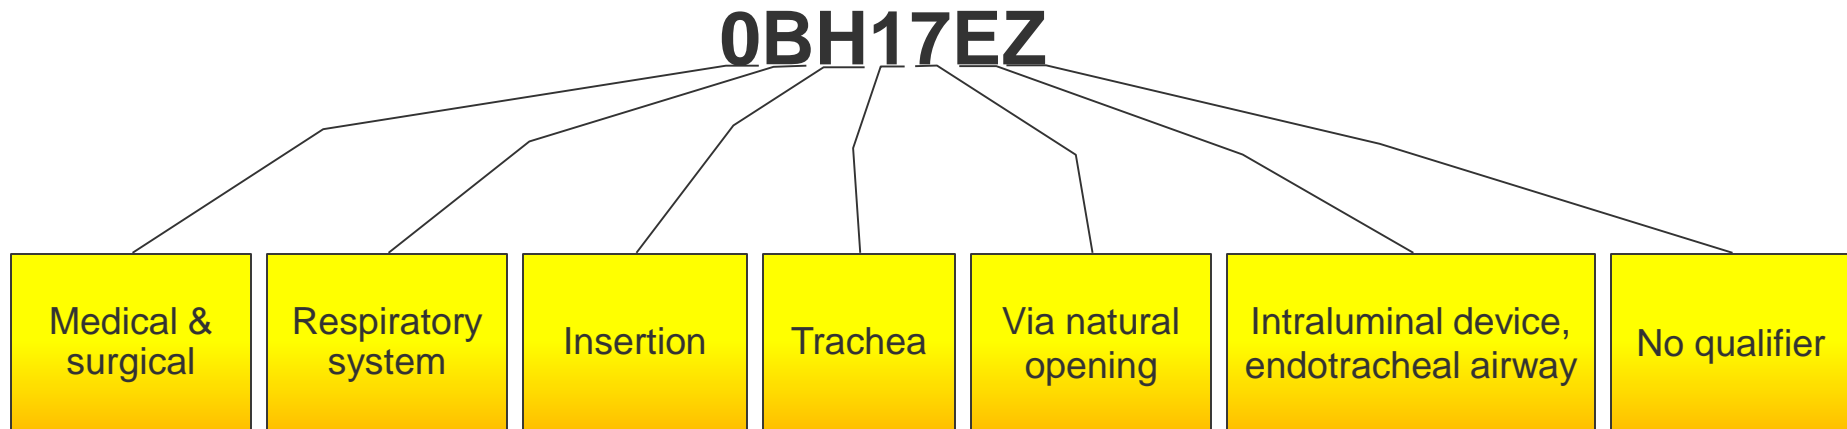 0BH17EZ
Medical &
surgical
Respiratory
system
Insertion
Trachea
Via natural
opening
Intraluminal device,
endotracheal airway
No qualifier